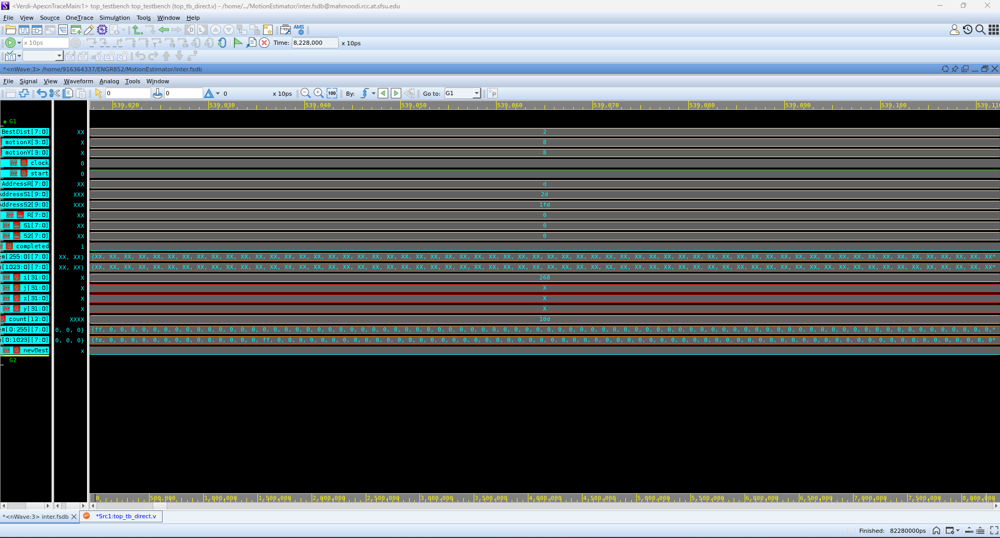 <Verdi-Apex:nTraceMain:1> top_testbench top_testbench (top_tb_direct.v) - /home/.../MotionEstimator/inter.fsdb@mahmoodi.rcc.at.sfsu.edu
File View Source OneTrace Simulation Tools Window Help
D L AMS
x 10ps C T T TB CS CS CS Time: 8,228,000 x 10ps
*<nWave:3> /home/916364337/ENGR852/MotionEstimator/inter.fsdb
File Signal View Waveform Analog Tools Window
0 0 0 x 10ps 100 By: Go to: G1 P
539,020 539,030 539,040 539,050 539,060 539,070 539,080 539,090 539,100 539,110
= G1
BestDist[7:0] XX 2
motionX[3:0] X 8
motionY[3:0] X 8
clock 0
start 0
AddressR[7:0] XX d
ddressS1[9:0] XXX 2d
ddressS2[9:0] XXX 1fd
R[7:0] XX 0
S1[7:0] XX 0
S2[7:0] XX 0
completed 1
m[255:0][7:0] XX, XX} {XX, XX, XX, XX, XX, XX, XX, XX, XX, XX, XX, XX, XX, XX, XX, XX, XX, XX, XX, XX, XX, XX, XX, XX, XX, XX, XX, XX, XX, XX, XX, XX, XX, XX, XX, XX, XX, XX, XX, XX, XX, XX, XX, XX, XX, XX, XX, XX, XX, XX, XX, XX, XX, XX, XX, XX, XX, XX, XX, XX, XX, XX*
[1023:0][7:0] XX, XX} {XX, XX, XX, XX, XX, XX, XX, XX, XX, XX, XX, XX, XX, XX, XX, XX, XX, XX, XX, XX, XX, XX, XX, XX, XX, XX, XX, XX, XX, XX, XX, XX, XX, XX, XX, XX, XX, XX, XX, XX, XX, XX, XX, XX, XX, XX, XX, XX, XX, XX, XX, XX, XX, XX, XX, XX, XX, XX, XX, XX, XX, XX*
i[31:0] X 268
j[31:0] X X
x[31:0] X X
y[31:0] X X
count[12:0] XXXX 10d
m[0:255][7:0] 0, 0, 0} {ff, 0, 0, 0, 0, 0, 0, 0, 0, 0, 0, 0, 0, 0, 0, 0, 0, 0, 0, 0, 0, 0, 0, 0, 0, 0, 0, 0, 0, 0, 0, 0, 0, 0, 0, 0, 0, 0, 0, 0, 0, 0, 0, 0, 0, 0, 0, 0, 0, 0, 0, 0, 0, 0, 0, 0, 0, 0, 0, 0, 0, 0, 0, 0, 0, 0, 0, 0, 0, 0, 0, 0, 0, 0, 0, 0, 0, 0, 0, 0, 0, 0,*
[0:1023][7:0] 0, 0, 0} {fe, 0, 0, 0, 0, 0, 0, 0, 0, 0, 0, 0, 0, 0, 0, ff, 0, 0, 0, 0, 0, 0, 0, 0, 0, 0, 0, 0, 0, 0, 0, 0, 0, 0, 0, 0, 0, 0, 0, 0, 0, 0, 0, 0, 0, 0, 0, 0, 0, 0, 0, 0, 0, 0, 0, 0, 0, 0, 0, 0, 0, 0, 0, 0, 0, 0, 0, 0, 0, 0, 0, 0, 0, 0, 0, 0, 0, 0, 0, 0, 0*
newBest x
G2
0 500,000 1,000,000 1,500,000 2,000,000 2,500,000 3,000,000 3,500,000 4,000,000 4,500,000 5,000,000 5,500,000 6,000,000 6,500,000 7,000,000 7,500,000 8,000,000
*<nWave:3> inter.fsdb *Src1:top_tb_direct.v
Finished: 82280000ps